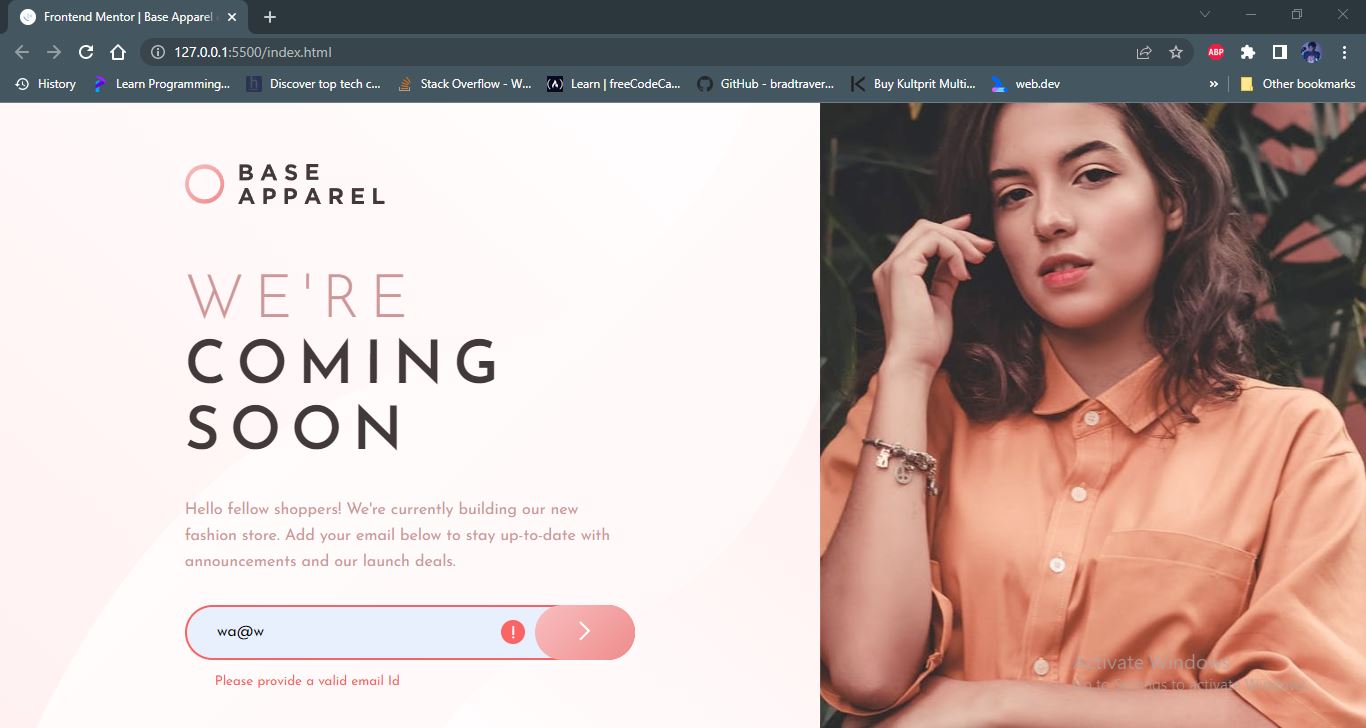 Frontend Mentor | Base Apparel
127.0.0.1:5500/index.html
ABP
History
Learn Programming...
Discover top tech c...
Stack Overflow - W...
Learn | freeCodeCa...
GitHub - bradtraver...
Buy Kultprit Multi...
web.dev
»
Other bookmarks
BASE
APPAREL
WE'RE
COMING
SOON
Hello fellow shoppers! We're currently building our new
fashion store. Add your email below to stay up-to-date with
announcements and our launch deals.
wa@w
!
Please provide a valid email Id
Activate Windows
Go to Settings to activate Windows.